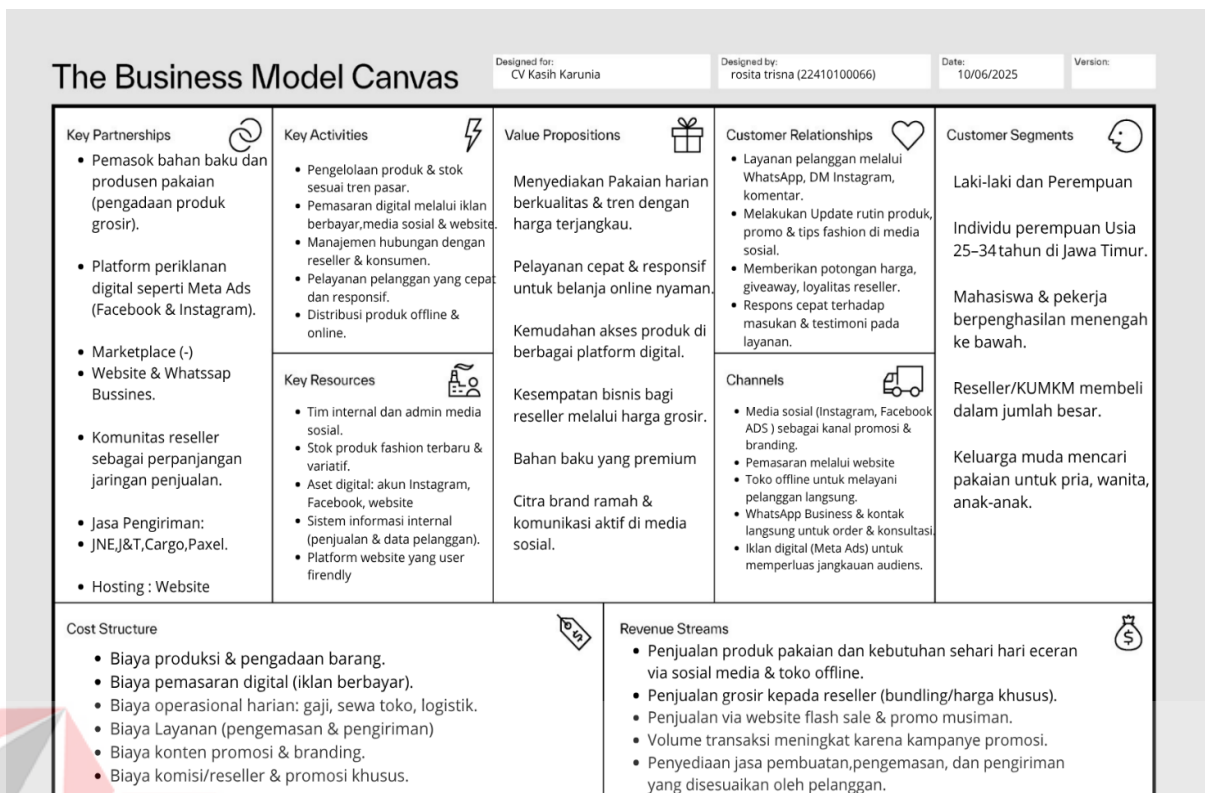 The Business Model Canvas
Designed for:
CV Kasih Karunia
Designed by:
rosita trisna (22410100066)
Date:
10/06/2025
Version:
Key Partnerships
• Pemasok bahan baku dan
produsen pakaian
(pengadaan produk
grosir).
• Platform periklanan
digital seperti Meta Ads
(Facebook & Instagram).
• Marketplace (-)
• Website & Whatssap
Bussines.
• Komunitas reseller
sebagai perpanjangan
jaringan penjualan.
• Jasa Pengiriman:
• JNE,J&T,Cargo,Paxel.
• Hosting : Website
Key Activities
• Pengelolaan produk & stok
sesuai tren pasar.
• Pemasaran digital melalui iklan
berbayar,media sosial & website.
• Manajemen hubungan dengan
reseller & konsumen.
• Pelayanan pelanggan yang cepat
dan responsif.
• Distribusi produk offline &
online.
Key Resources
• Tim internal dan admin media
sosial.
• Stok produk fashion terbaru &
variatif.
• Aset digital: akun Instagram,
Facebook, website
• Sistem informasi internal
(penjualan & data pelanggan).
• Platform website yang user
firendly
Value Propositions
Menyediakan Pakaian harian
berkualitas & tren dengan
harga terjangkau.
Pelayanan cepat & responsif
untuk belanja online nyaman.
Kemudahan akses produk di
berbagai platform digital.
Kesempatan bisnis bagi
reseller melalui harga grosir.
Bahan baku yang premium
Citra brand ramah &
komunikasi aktif di media
sosial.
Customer Relationships
• Layanan pelanggan melalui
WhatsApp, DM Instagram,
komentar.
• Melakukan Update rutin produk,
promo & tips fashion di media
sosial.
• Memberikan potongan harga,
giveaway, loyalitas reseller.
• Respons cepat terhadap
masukan & testimoni pada
layanan.
Channels
• Media sosial (Instagram, Facebook
ADS ) sebagai kanal promosi &
branding.
• Pemasaran melalui website
• Toko offline untuk melayani
pelanggan langsung.
• WhatsApp Business & kontak
langsung untuk order & konsultasi.
• Iklan digital (Meta Ads) untuk
memperluas jangkauan audiens.
Customer Segments
Laki-laki dan Perempuan
Individu perempuan Usia
25–34 tahun di Jawa Timur.
Mahasiswa & pekerja
berpenghasilan menengah
ke bawah.
Reseller/KUMKM membeli
dalam jumlah besar.
Keluarga muda mencari
pakaian untuk pria, wanita,
anak-anak.
Cost Structure
• Biaya produksi & pengadaan barang.
• Biaya pemasaran digital (iklan berbayar).
• Biaya operasional harian: gaji, sewa toko, logistik.
• Biaya Layanan (pengemasan & pengiriman)
• Biaya konten promosi & branding.
• Biaya komisi/reseller & promosi khusus.
Revenue Streams
• Penjualan produk pakaian dan kebutuhan sehari hari eceran
via sosial media & toko offline.
• Penjualan grosir kepada reseller (bundling/harga khusus).
• Penjualan via website flash sale & promo musiman.
• Volume transaksi meningkat karena kampanye promosi.
• Penyediaan jasa pembuatan,pengemasan, dan pengiriman
yang disesuaikan oleh pelanggan.